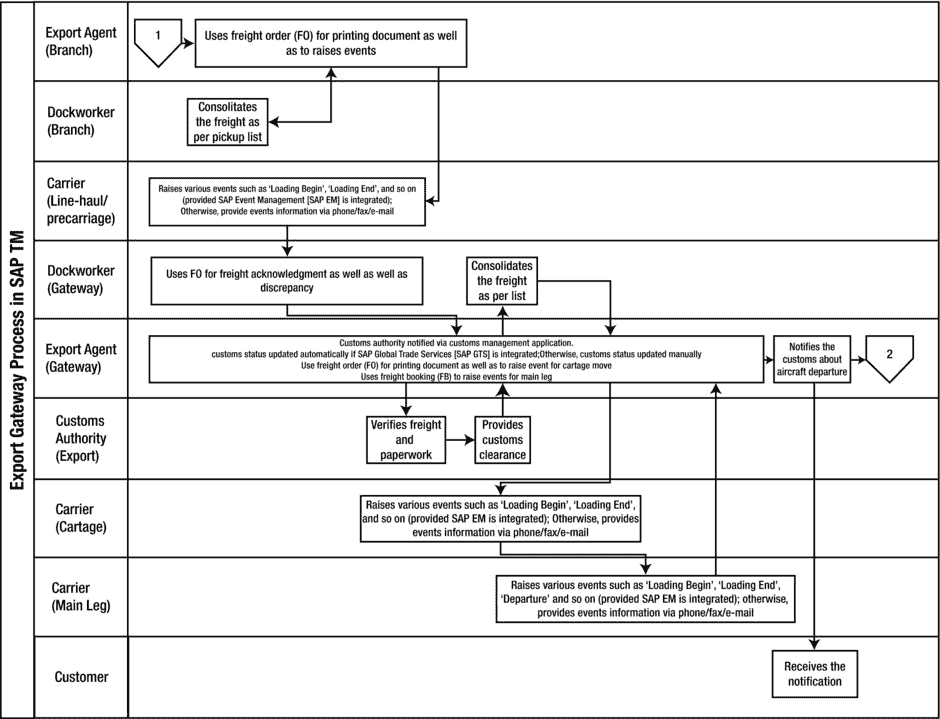 Export Gateway Process in SAP TM
Export Agent
(Branch)
1
Uses freight order (FO) for printing document as well
as to raises events
Dockworker
(Branch)
Consolitates
the freight as
per pickup list
Carrier
(Line-haul/
precarriage)
Raises various events such as ‘Loading Begin’, ‘Loading End’, and so on
(provided SAP Event Management [SAP EM] is integrated);
Otherwise, provide events information via phone/fax/e-mail
Dockworker
(Gateway)
Uses FO for freight acknowledgment as well as well as
discrepancy
Consolidates
the freight
as per list
Export Agent
(Gateway)
Customs authority notified via customs management application.
customs status updated automatically if SAP Global Trade Services [SAP GTS] is integrated;Otherwise, customs status updated manually
Use freight order (FO) for printing document as well as to raise event for cartage move
Uses freight booking (FB) to raise events for main leg
Notifies the
customs about
aircraft departure
2
Customs
Authority
(Export)
Verifies freight
and
paperwork
Provides
customs
clearance
Carrier
(Cartage)
Raises various events such as ‘Loading Begin’, ‘Loading End’,
and so on (provided SAP EM is integrated); Otherwise, provides
events information via phone/fax/e-mail
Carrier
(Main Leg)
Raises various events such as ‘Loading Begin’, ‘Loading End’,
‘Departure’ and so on (provided SAP EM is integrated); otherwise,
provides events information via phone/fax/e-mail
Customer
Receives the
notification